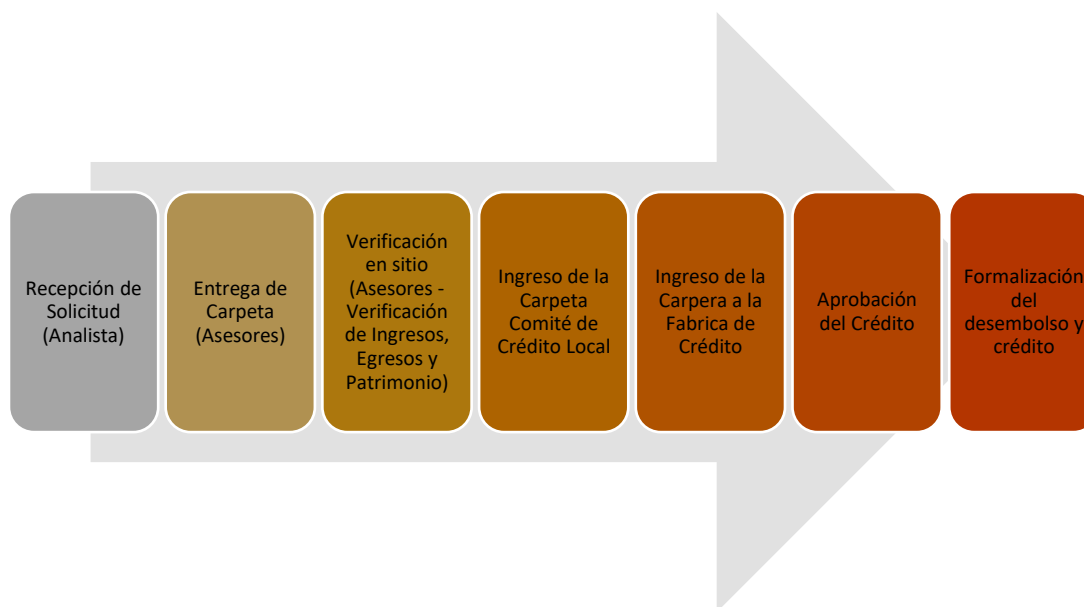 Recepción de
Solicitud
(Analista)
Entrega de
Carpeta
(Asesores)
Verificación
en sitio
(Asesores -
Verificación
de Ingresos,
Egresos y
Patrimonio)
Ingreso de la
Carpeta
Comité de
Crédito Local
Ingreso de la
Carpera a la
Fabrica de
Crédito
Aprobación
del Crédito
Formalización
del
desembolso y
crédito